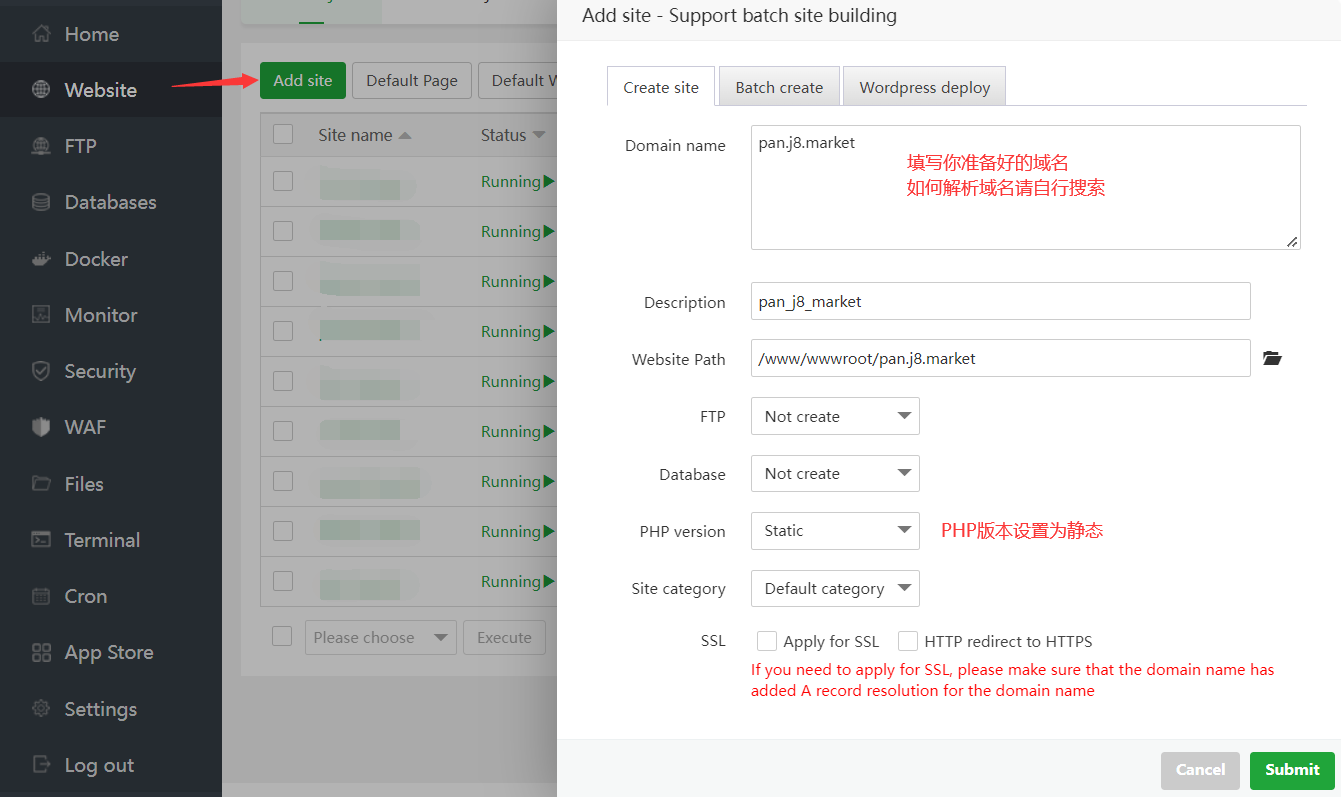 Home
Website
FTP
Databases
Docker
Monitor
Security
WAF
Files
Terminal
Cron
App Store
Settings
Log out
Add site
Default Page
Default W
Site name
Status
Running
Running
Running
Running
Running
Running
Running
Running
Running
Please choose
Execute
Add site - Support batch site building
Create site
Batch create
Wordpress deploy
Domain name
pan.j8.market
填写你准备好的域名
如何解析域名请自行搜索
Description
pan_j8_market
Website Path
/www/wwwroot/pan.j8.market
FTP
Not create
Database
Not create
PHP version
Static
PHP版本设置为静态
Site category
Default category
SSL
Apply for SSL
HTTP redirect to HTTPS
If you need to apply for SSL, please make sure that the domain name has
added A record resolution for the domain name
Cancel
Submit